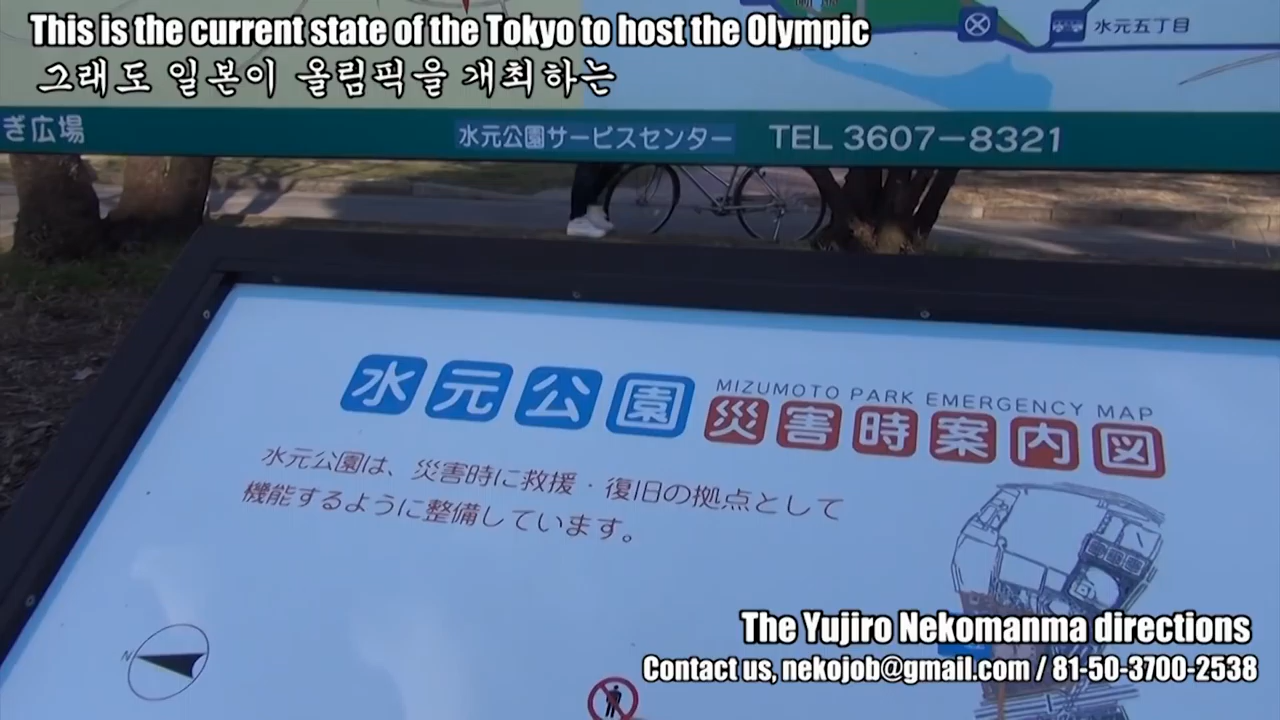 This is the current state of the Tokyo to host the Olympic
그래도 일본이 올림픽을 개최하는
水元五丁目
ぎ広場
水元公園サービスセンター TEL 3607-8321
水元公園
MIZUMOTO PARK EMERGENCY MAP
災害時案内図
水元公園は、災害時に救援・復旧の拠点として
機能するように整備しています。
N
The Yujiro Nekomanma directions
Contact us, nekojob@gmail.com / 81-50-3700-2538